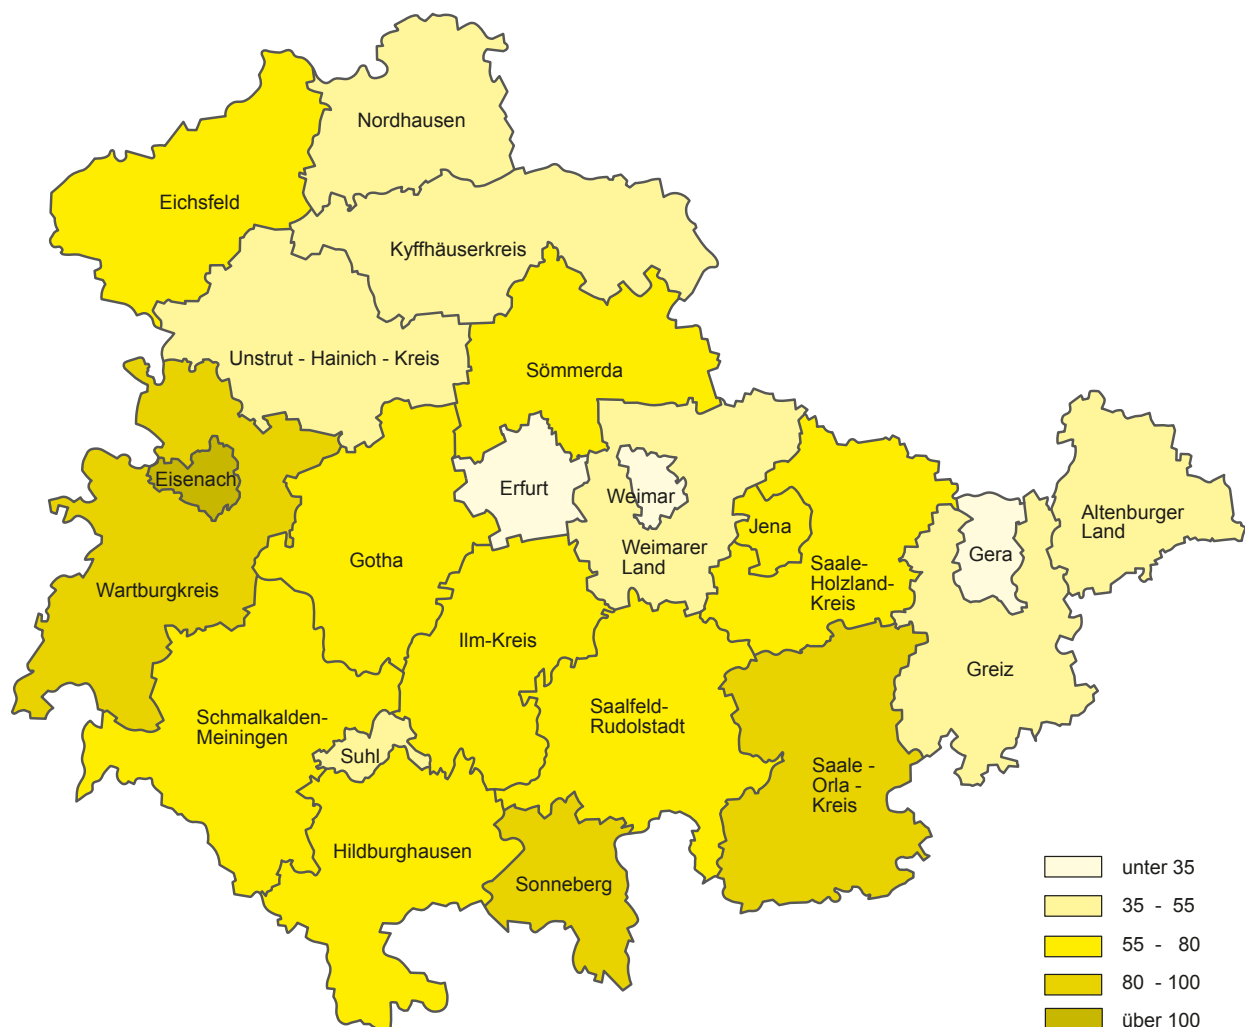 Nordhausen
Eichsfeld
Kyffhäuserkreis
Unstrut - Hainich - Kreis
Sömmerda
Eisenach
Erfurt
Weimar
Jena
Altenburger
Land
Gera
Weimarer
Land
Gotha
Saale-
Holzland-
Kreis
Wartburgkreis
Ilm-Kreis
Greiz
Schmalkalden-
Meiningen
Saalfeld-
Rudolstadt
Suhl
Saale -
Orla -
Kreis
Hildburghausen
Sonneberg
unter 35
35 - 55
55 - 80
80 - 100
über 100